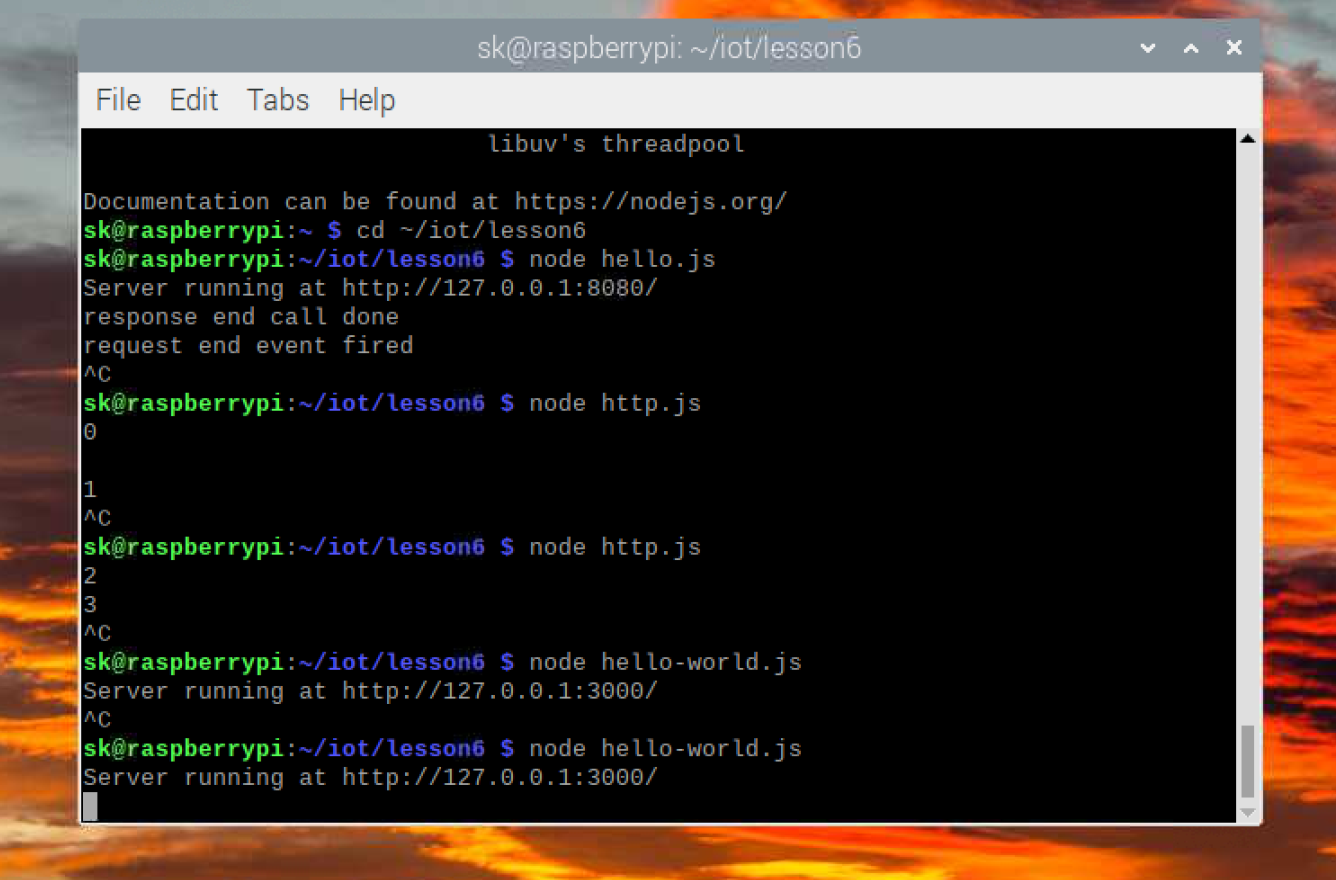 sk@raspberrypi: ~/iot/lesson6
File Edit Tabs Help
libuv's threadpool
Documentation can be found at https://nodejs.org/
sk@raspberrypi:~ $ cd ~/iot/lesson6
sk@raspberrypi:~/iot/lesson6 $ node hello.js
Server running at http://127.0.0.1:8080/
response end call done
request end event fired
^C
sk@raspberrypi:~/iot/lesson6 $ node http.js
0
1
^C
sk@raspberrypi:~/iot/lesson6 $ node http.js
2
3
^C
sk@raspberrypi:~/iot/lesson6 $ node hello-world.js
Server running at http://127.0.0.1:3000/
^C
sk@raspberrypi:~/iot/lesson6 $ node hello-world.js
Server running at http://127.0.0.1:3000/